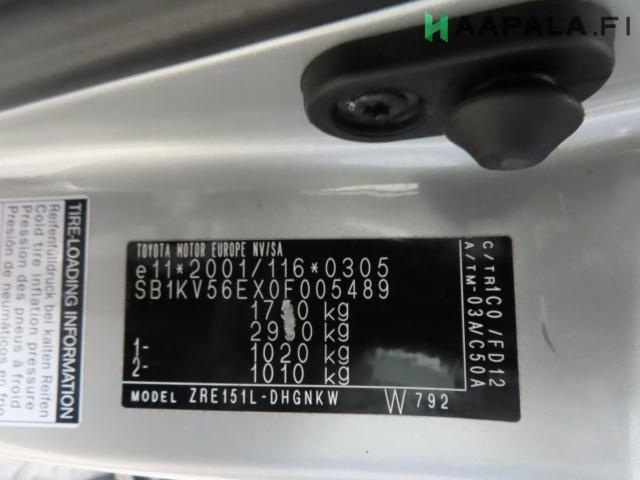 HAAPALA.FI
TIRE-LOADING INFORMATION
Reifenfülldruck bei kalten Reifen
Cold tire inflation pressure
Pression des pneus à froid
Presión de neumáticos en frío
TOYOTA MOTOR EUROPE NV/SA
e11*2001/116*0305
SB1KV56EX0F005489
kg
kg
1- 1020 kg
2- 1010 kg
MODEL ZRE151L-DHGNKW W 792
C/TR 1C0 /FD12
A/TM -03A/C50A